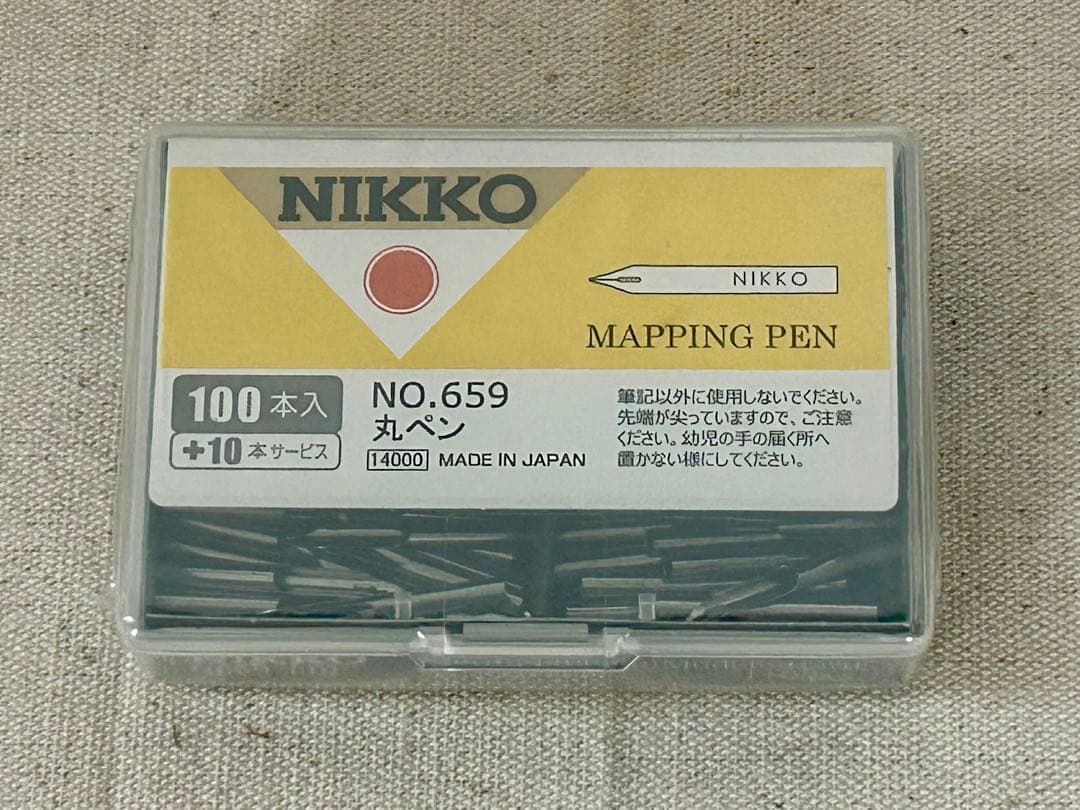 NIKKO
NIKKO
MAPPING PEN
100本入
+10本サービス
NO.659
丸ペン
14000 MADE IN JAPAN
筆記以外に使用しないでください。
先端が尖っていますので、ご注意
ください。幼児の手の届く所へ
置かない様にしてください。